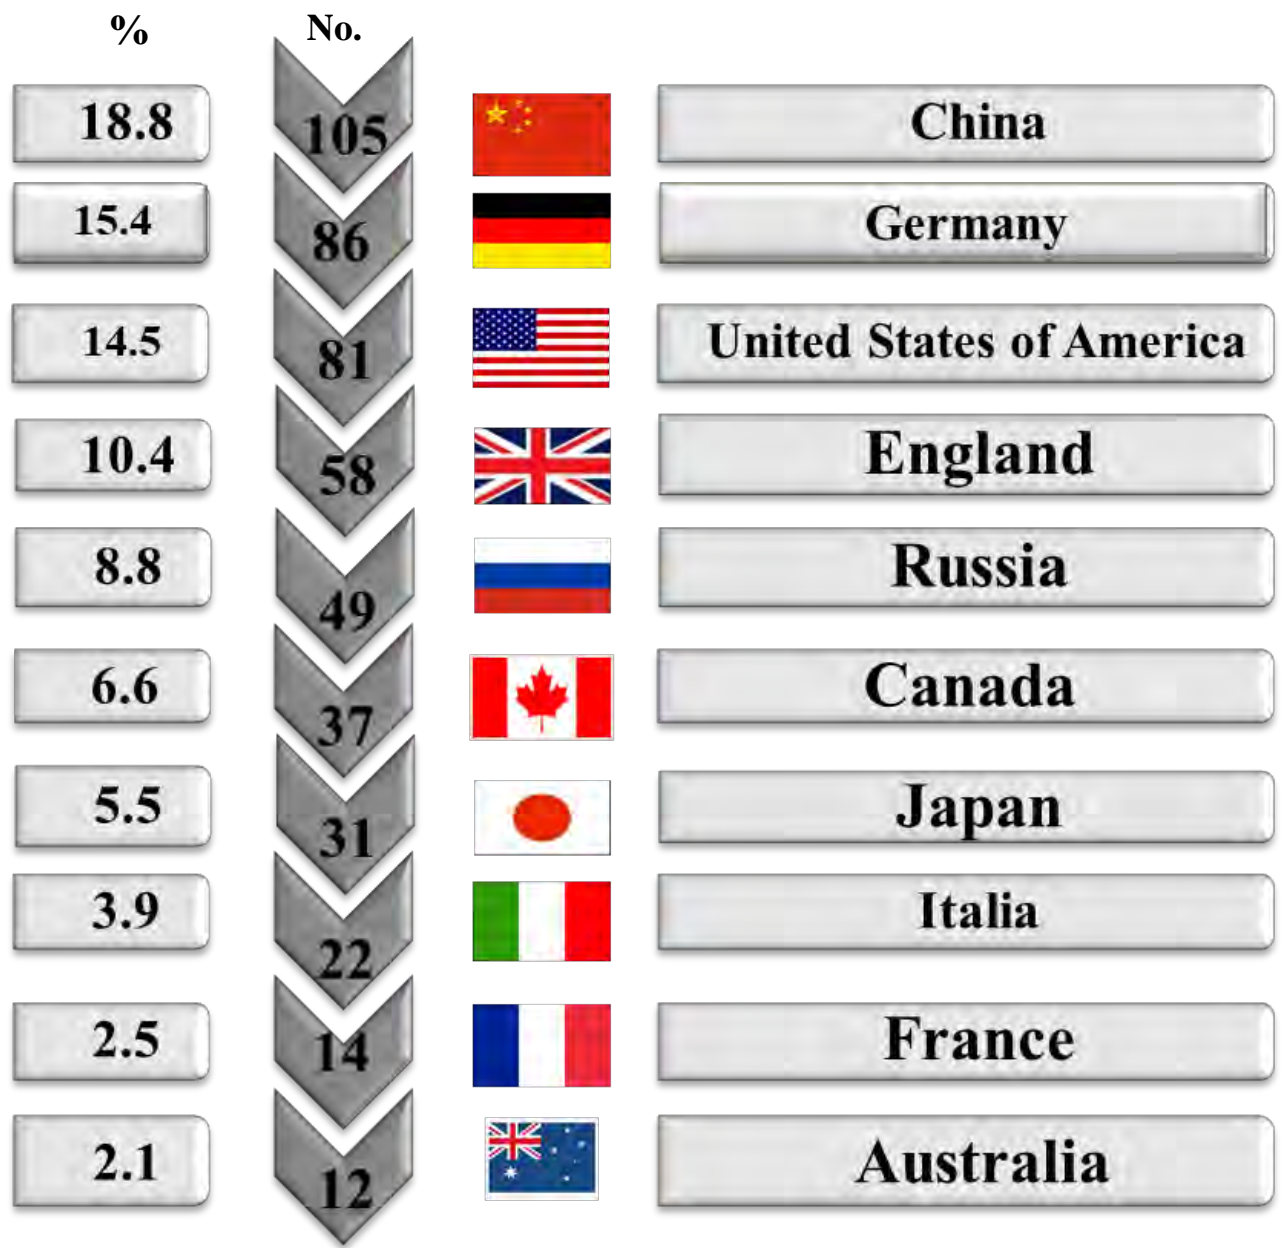 % No.
18.8 105 China
15.4 86 Germany
14.5 81 United States of America
10.4 58 England
8.8 49 Russia
6.6 37 Canada
5.5 31 Japan
3.9 22 Italia
2.5 14 France
2.1 12 Australia